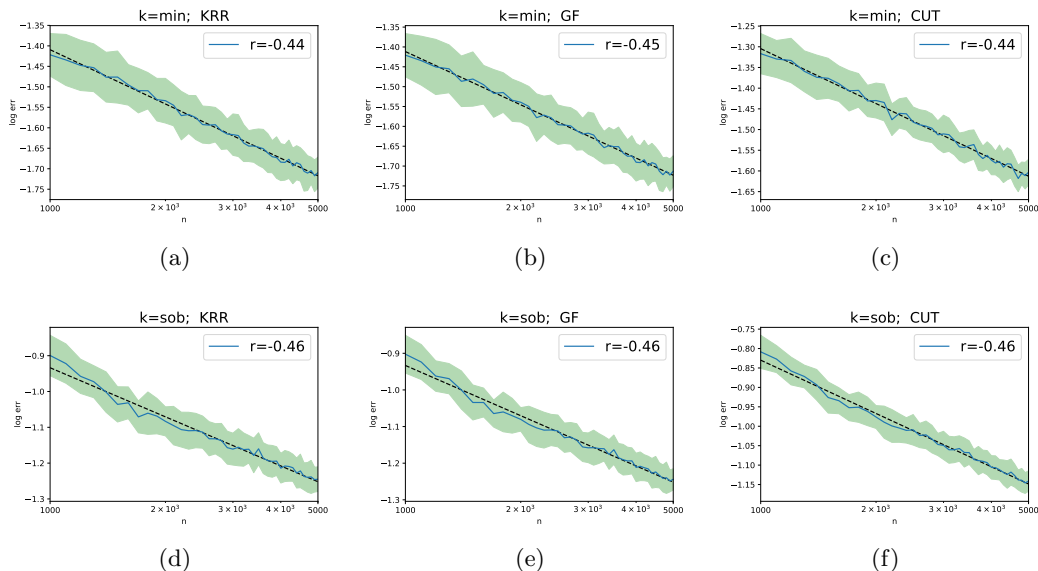 k=min; KRR
r=-0.44
log err
−1.35
−1.40
−1.45
−1.50
−1.55
−1.60
−1.65
−1.70
−1.75
1000
2 × 10³
3 × 10³
4 × 10³
5000
n
(a)
k=min; GF
r=-0.45
log err
−1.35
−1.40
−1.45
−1.50
−1.55
−1.60
−1.65
−1.70
−1.75
1000
2 × 10³
3 × 10³
4 × 10³
5000
n
(b)
k=min; CUT
r=-0.44
log err
−1.25
−1.30
−1.35
−1.40
−1.45
−1.50
−1.55
−1.60
−1.65
1000
2 × 10³
3 × 10³
4 × 10³
5000
n
(c)
k=sob; KRR
r=-0.46
log err
−0.9
−1.0
−1.1
−1.2
−1.3
1000
2 × 10³
3 × 10³
4 × 10³
5000
n
(d)
k=sob; GF
r=-0.46
log err
−0.9
−1.0
−1.1
−1.2
−1.3
1000
2 × 10³
3 × 10³
4 × 10³
5000
n
(e)
k=sob; CUT
r=-0.46
log err
−0.75
−0.80
−0.85
−0.90
−0.95
−1.00
−1.05
−1.10
−1.15
1000
2 × 10³
3 × 10³
4 × 10³
5000
n
(f)